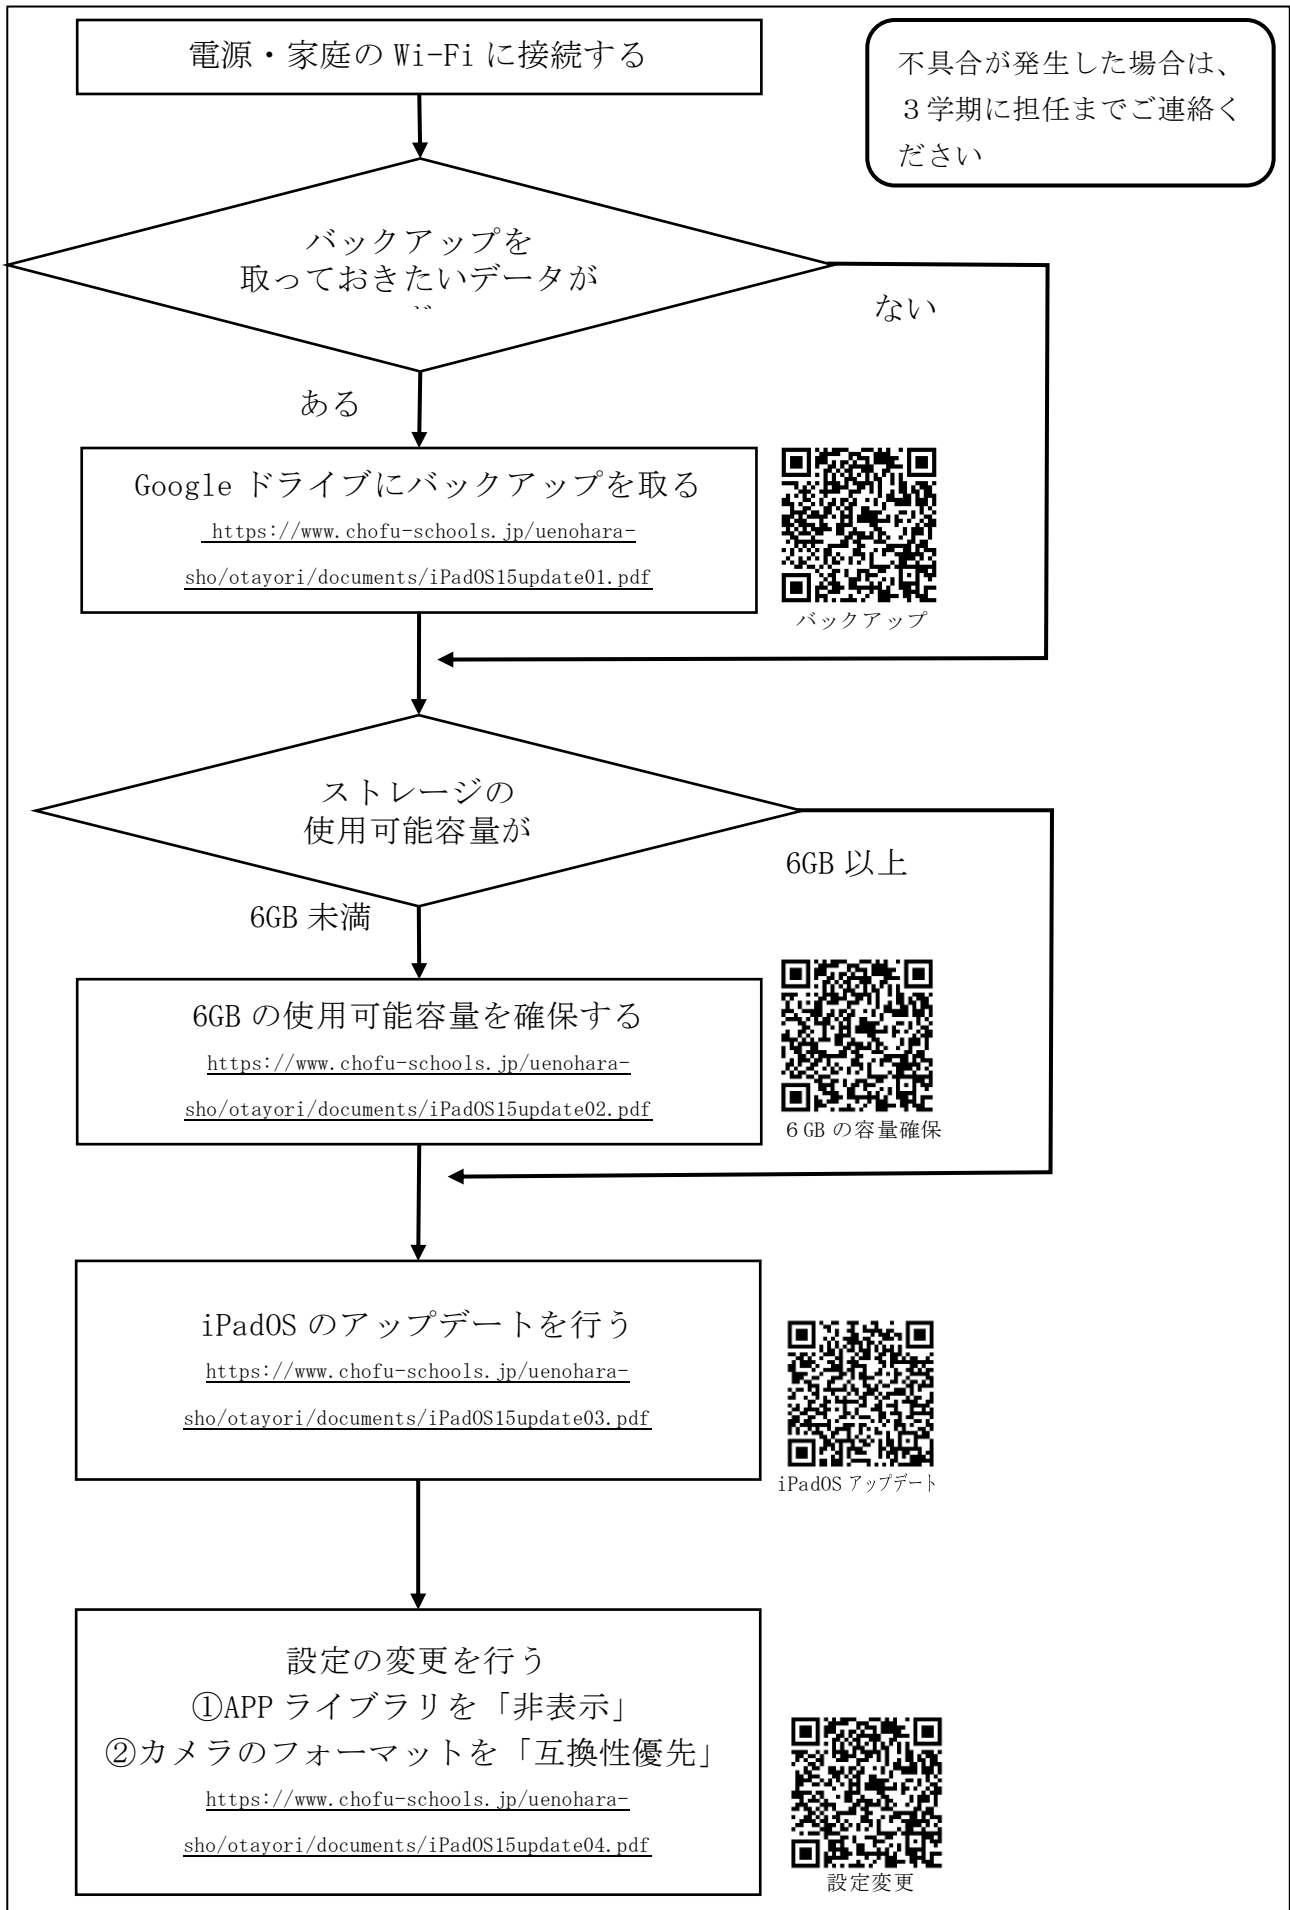 電源・家庭の Wi-Fi に接続する
不具合が発生した場合は、
３学期に担任までご連絡く
ださい
バックアップを
取っておきたいデータが
ない
ある
Google ドライブにバックアップを取る
https://www.chofu-schools.jp/uenohara-
sho/otayori/documents/iPadOS15update01.pdf
バックアップ
ストレージの
使用可能容量が
6GB 以上
6GB 未満
6GB の使用可能容量を確保する
https://www.chofu-schools.jp/uenohara-
sho/otayori/documents/iPadOS15update02.pdf
６GB の容量確保
iPadOS のアップデートを行う
https://www.chofu-schools.jp/uenohara-
sho/otayori/documents/iPadOS15update03.pdf
iPadOS アップデート
設定の変更を行う
①APP ライブラリを「非表示」
②カメラのフォーマットを「互換性優先」
https://www.chofu-schools.jp/uenohara-
sho/otayori/documents/iPadOS15update04.pdf
設定変更